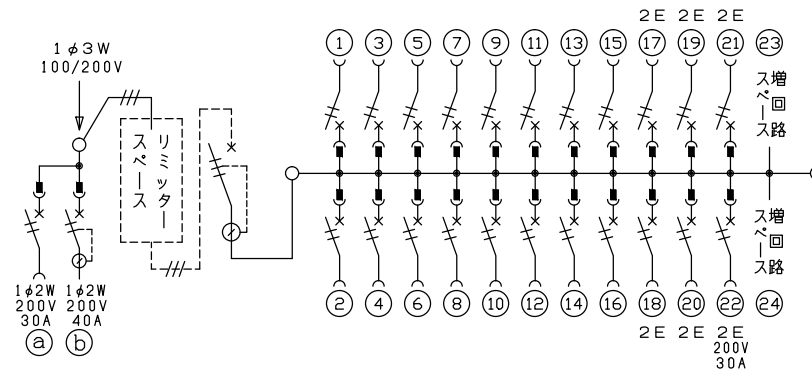 2E 2E 2E
1 3 5 7 9 11 13 15 17 19 21 23
1φ3W
100/200V
増回路
スペース
リミッター
スペース
増回路
スペース
1φ2W
200V
30A
a
1φ2W
200V
40A
b
2 4 6 8 10 12 14 16 18 20 22 24
2E 2E 2E
200V
30A